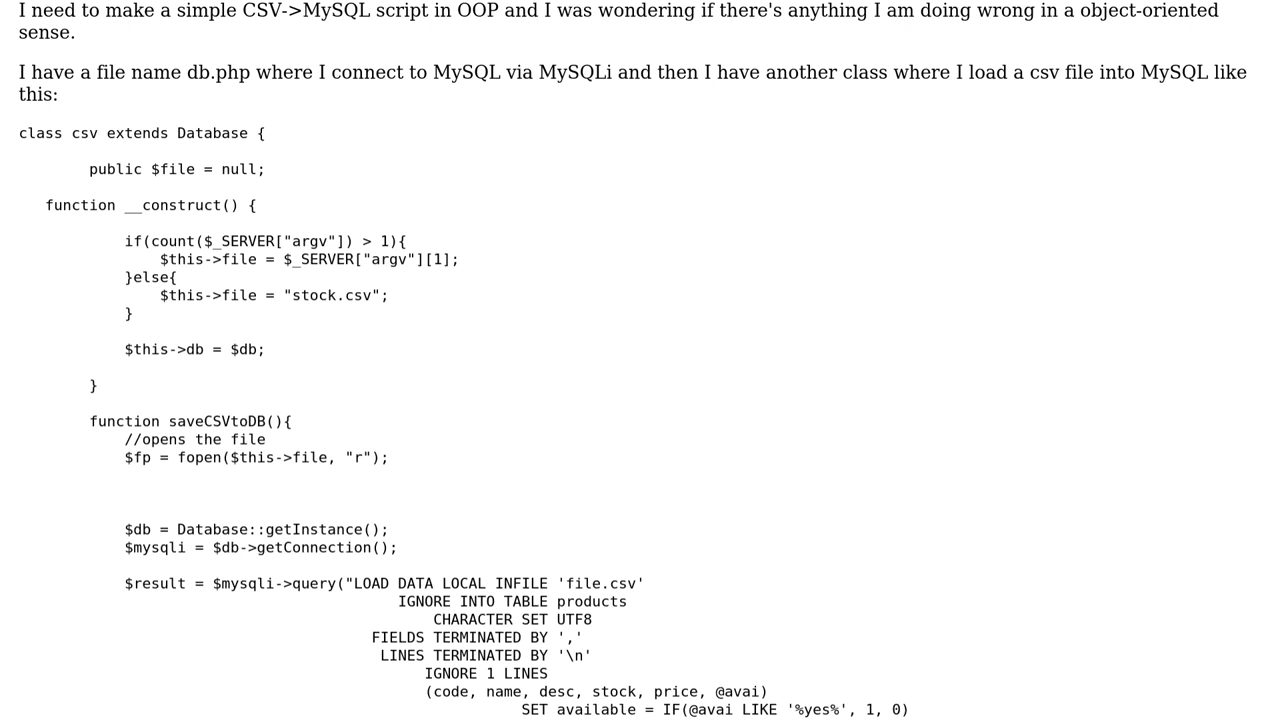 I need to make a simple CSV->MySQL script in OOP and I was wondering if there's anything I am doing wrong in a object-oriented
sense.
I have a file name db.php where I connect to MySQL via MySQLi and then I have another class where I load a csv file into MySQL like
this:
class csv extends Database {
public $file = null;
function __construct() {
if(count($_SERVER["argv"]) > 1){
$this->file = $_SERVER["argv"][1];
}else{
$this->file = "stock.csv";
}
$this->db = $db;
}
function saveCSVtoDB(){
//opens the file
$fp = fopen($this->file, "r");
$db = Database::getInstance();
$mysqli = $db->getConnection();
$result = $mysqli->query("LOAD DATA LOCAL INFILE 'file.csv'
IGNORE INTO TABLE products
CHARACTER SET UTF8
FIELDS TERMINATED BY ','
LINES TERMINATED BY '\n'
IGNORE 1 LINES
(code, name, desc, stock, price, @avai)
SET available = IF(@avai LIKE '%yes%', 1, 0)